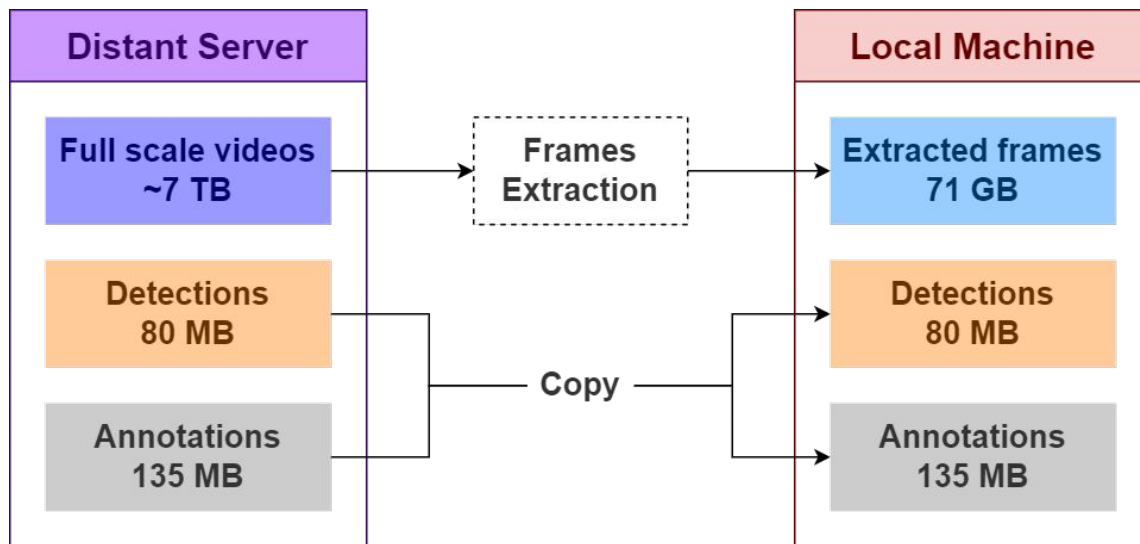 Distant Server
Local Machine
Full scale videos
~7 TB
Frames
Extraction
Extracted frames
71 GB
Detections
80 MB
Detections
80 MB
Copy
Annotations
135 MB
Annotations
135 MB